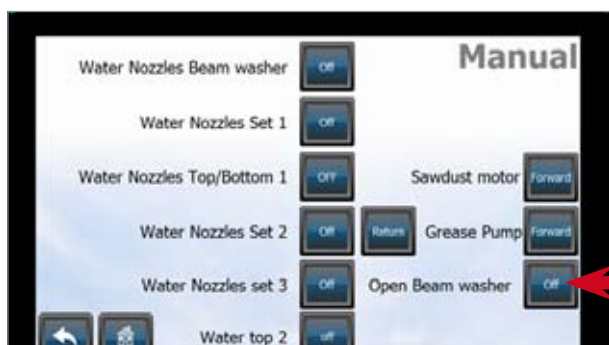 Manual
Water Nozzles Beam washer Off
Water Nozzles Set 1 Off
Water Nozzles Top/Bottom 1 OFF Sawdust motor Forward
Water Nozzles Set 2 Off Return Grease Pump Forward
Water Nozzles set 3 Off Open Beam washer Off
Water top 2 off